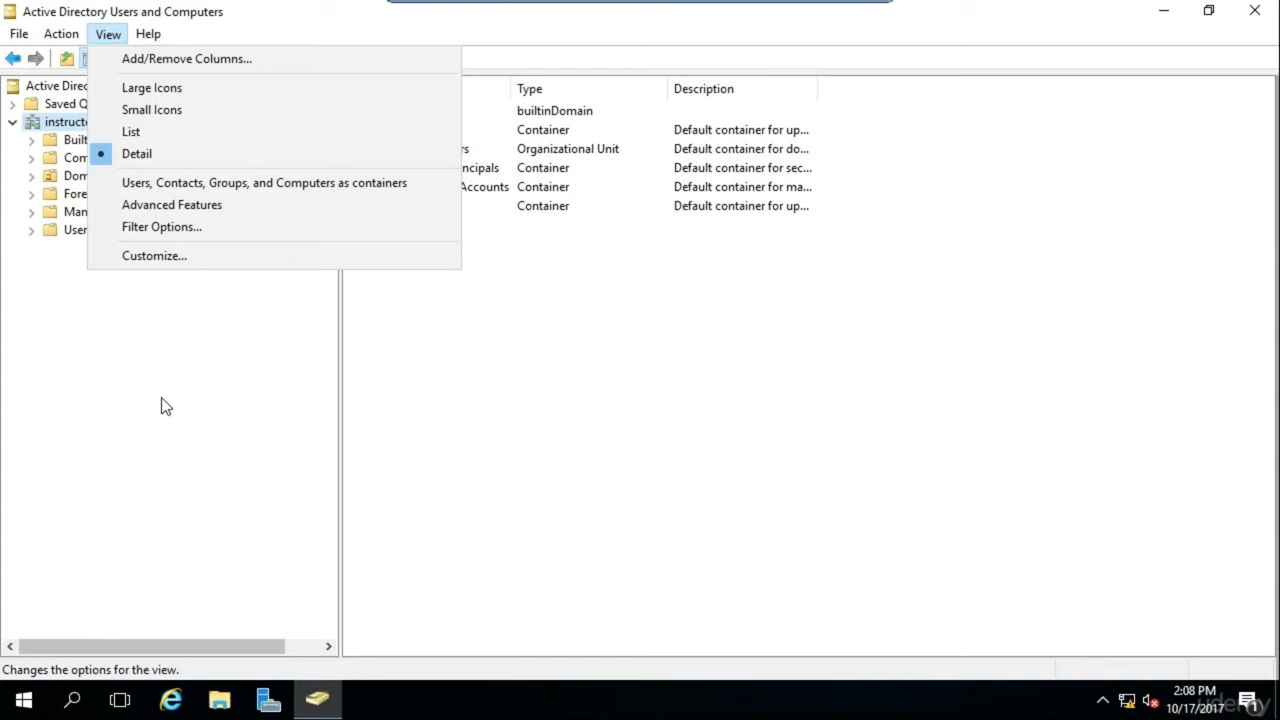 Active Directory Users and Computers
File Action View Help
Add/Remove Columns...
Large Icons
Small Icons
List
Detail
Users, Contacts, Groups, and Computers as containers
Advanced Features
Filter Options...
Customize...
Active Direc
Saved Q
instructo
Built
Com
Dom
Fore
Man
User
Type Description
builtinDomain
Container Default container for up...
rs Organizational Unit Default container for do...
ncipals Container Default container for sec...
Accounts Container Default container for ma...
Container Default container for up...
Changes the options for the view.
2:08 PM
10/17/2017
udemy
1